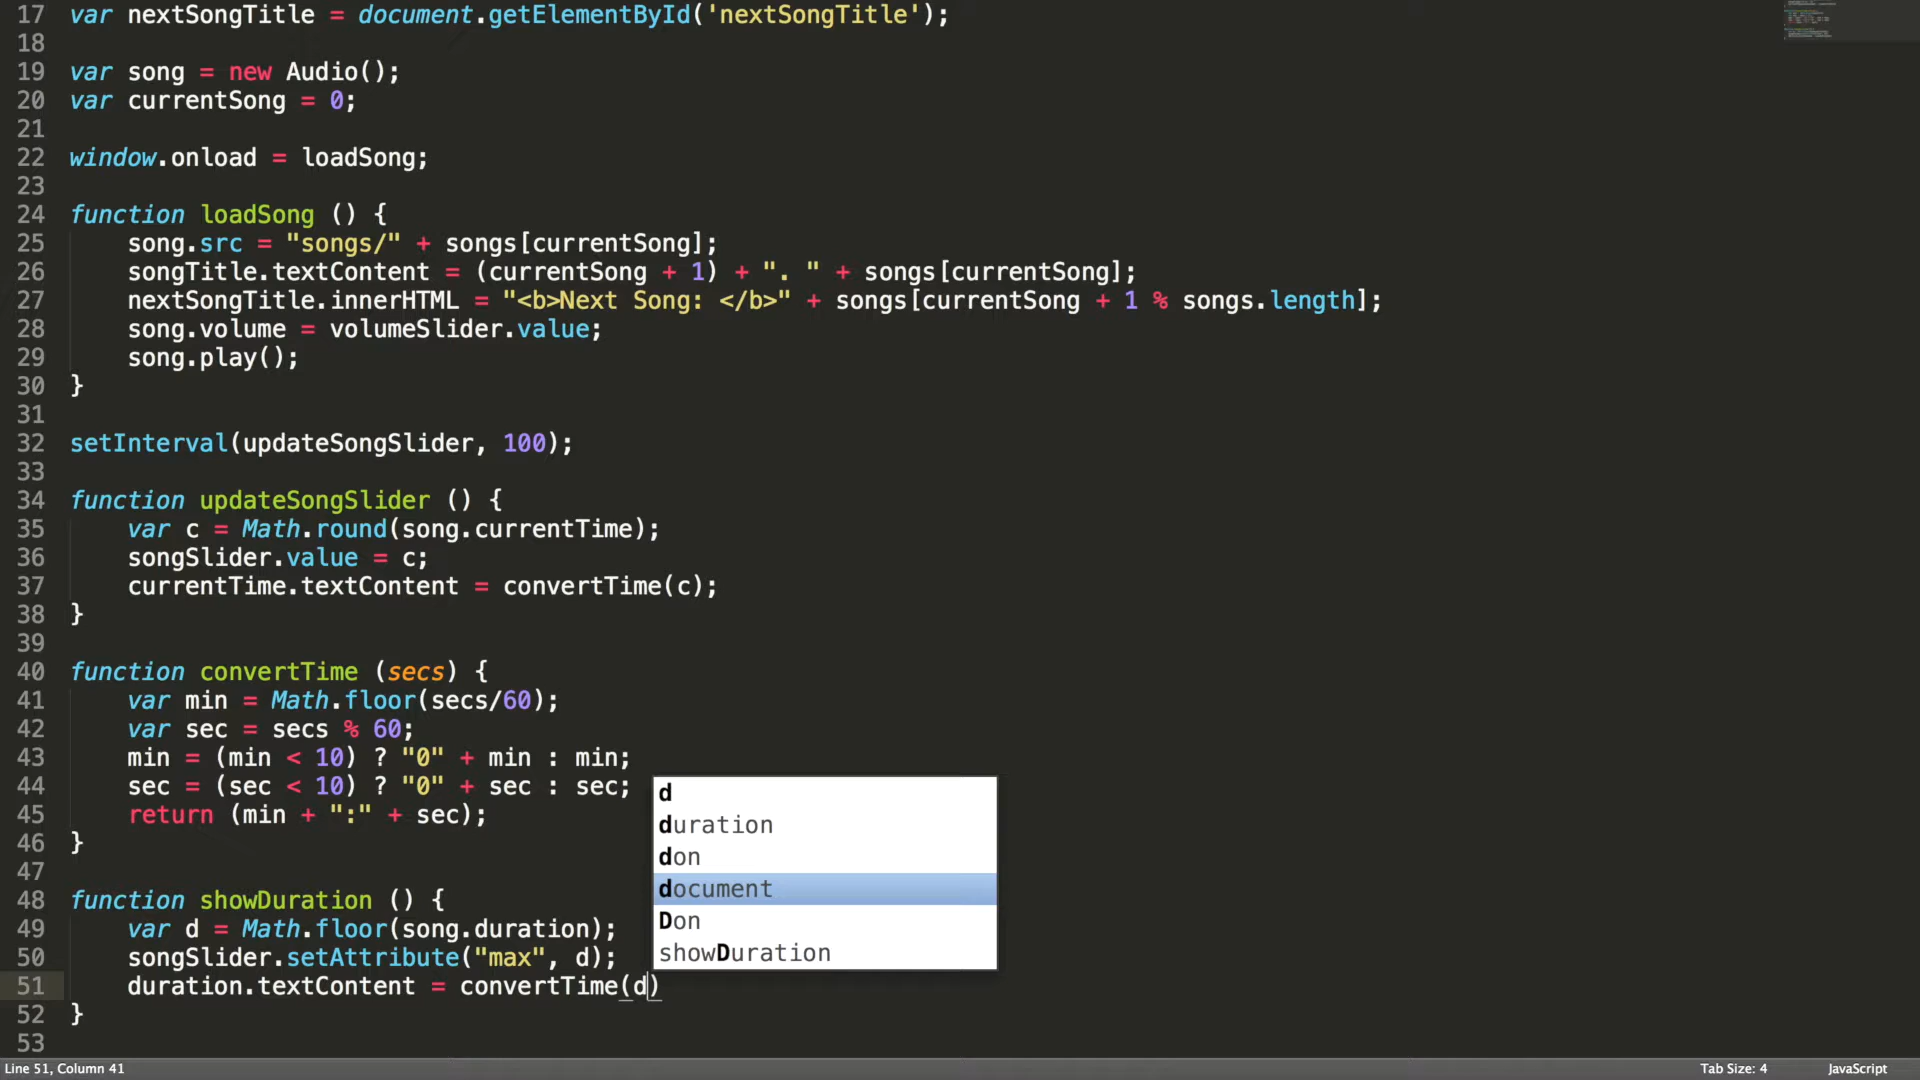 17 var nextSongTitle = document.getElementById('nextSongTitle');
18
19 var song = new Audio();
20 var currentSong = 0;
21
22 window.onload = loadSong;
23
24 function loadSong () {
25 song.src = "songs/" + songs[currentSong];
26 songTitle.textContent = (currentSong + 1) + ". " + songs[currentSong];
27 nextSongTitle.innerHTML = "<b>Next Song: </b>" + songs[currentSong + 1 % songs.length];
28 song.volume = volumeSlider.value;
29 song.play();
30 }
31
32 setInterval(updateSongSlider, 100);
33
34 function updateSongSlider () {
35 var c = Math.round(song.currentTime);
36 songSlider.value = c;
37 currentTime.textContent = convertTime(c);
38 }
39
40 function convertTime (secs) {
41 var min = Math.floor(secs/60);
42 var sec = secs % 60;
43 min = (min < 10) ? "0" + min : min;
44 sec = (sec < 10) ? "0" + sec : sec;
45 return (min + ":" + sec);
46 }
47
48 function showDuration () {
49 var d = Math.floor(song.duration);
50 songSlider.setAttribute("max", d);
51 duration.textContent = convertTime(d)
52 }
53
d
duration
don
document
Don
showDuration
Line 51, Column 41
Tab Size: 4
JavaScript